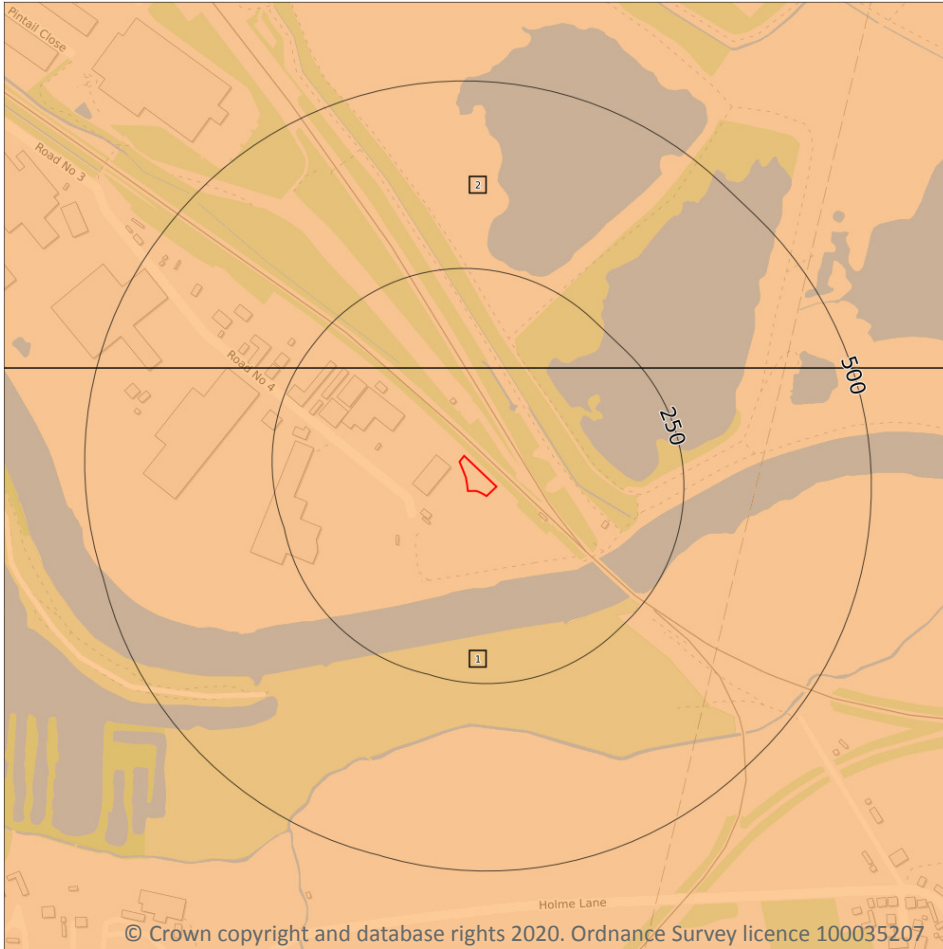 Pintail Close
Road No 3
2
Road No 4
500
250
1
Holme Lane
© Crown copyright and database rights 2020. Ordnance Survey licence 100035207.